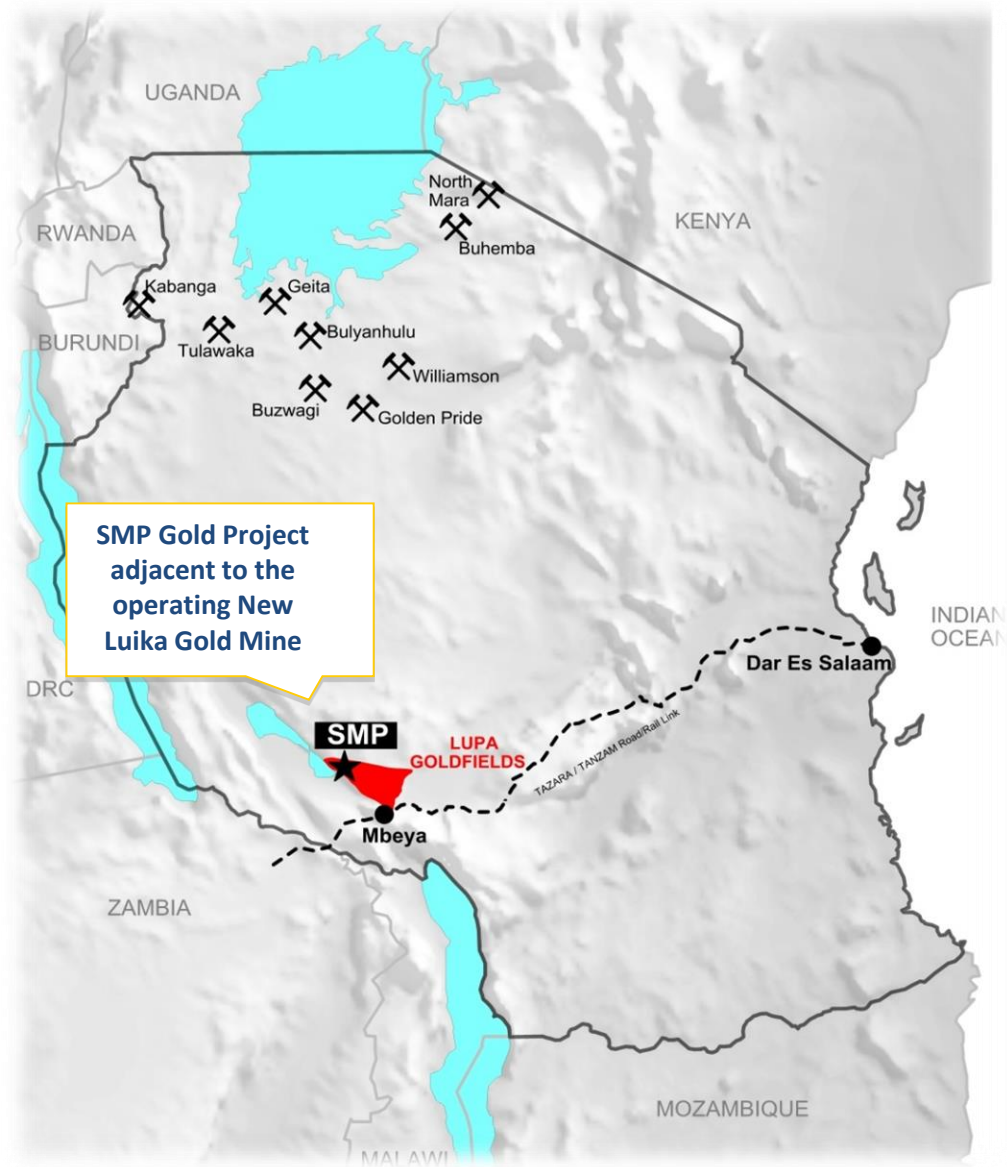 UGANDA
North
Mara
KENYA
Buhemba
RWANDA
Kabanga
Geita
BURUNDI
Tulawaka
Bulyanhulu
Williamson
Buzwagi
Golden Pride
SMP Gold Project
adjacent to the
operating New
Luika Gold Mine
INDIAN
OCEAN
Dar Es Salaam
DRC
SMP
LUPA
GOLDFIELDS
TAZARA / TANZAM Road/Rail Link
Mbeya
ZAMBIA
MOZAMBIQUE
MALAWI